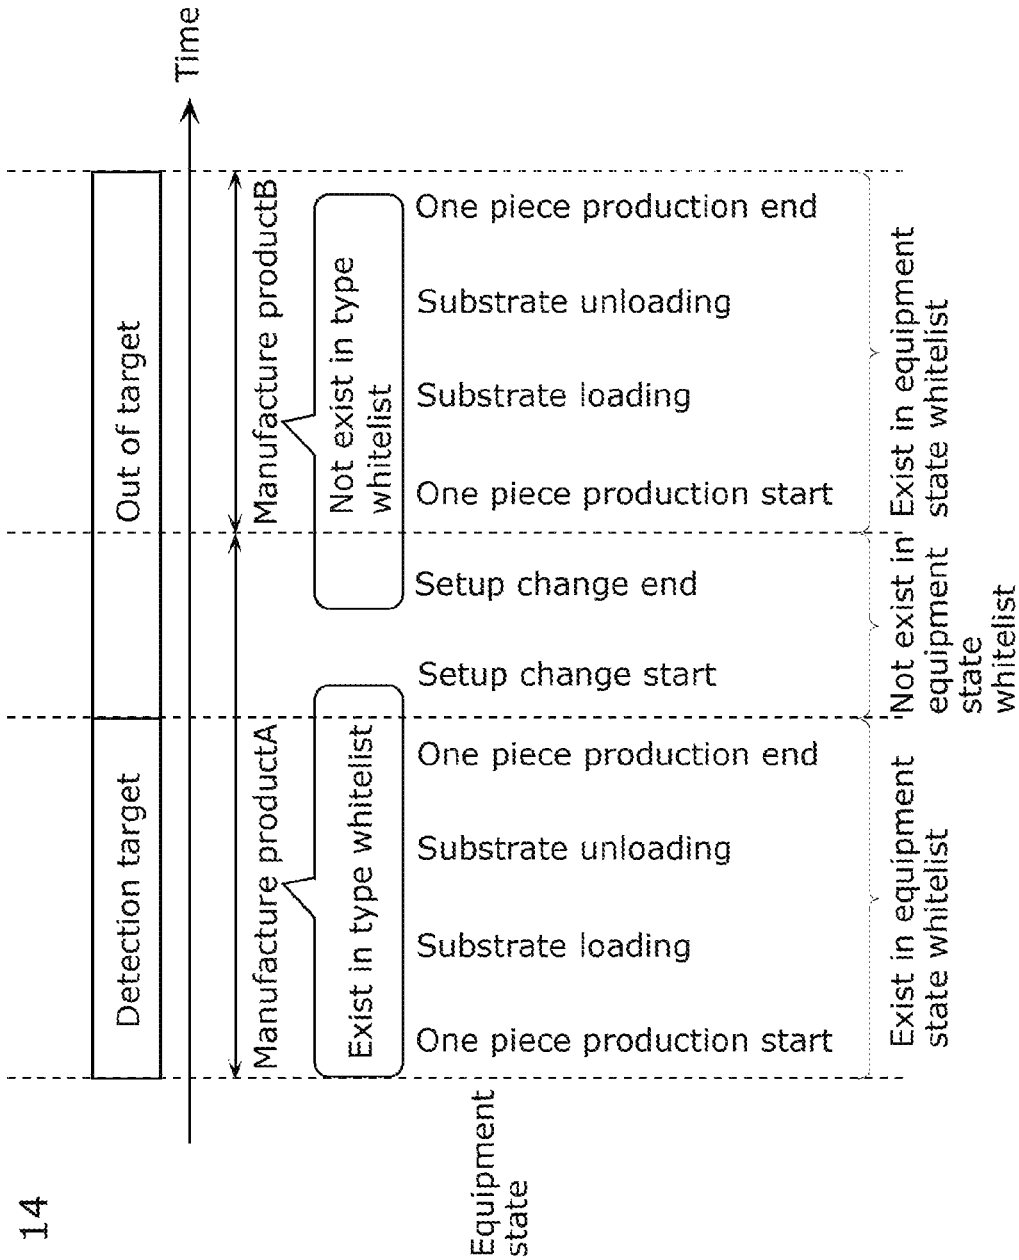 14
Detection target
Out of target
Time
Manufacture productA
Manufacture productB
Exist in type whitelist
Not exist in type
whitelist
Equipment
state
One piece production start
Substrate loading
Substrate unloading
One piece production end
Setup change start
Setup change end
One piece production start
Substrate loading
Substrate unloading
One piece production end
Exist in equipment
state whitelist
Not exist in
equipment
state
whitelist
Exist in equipment
state whitelist